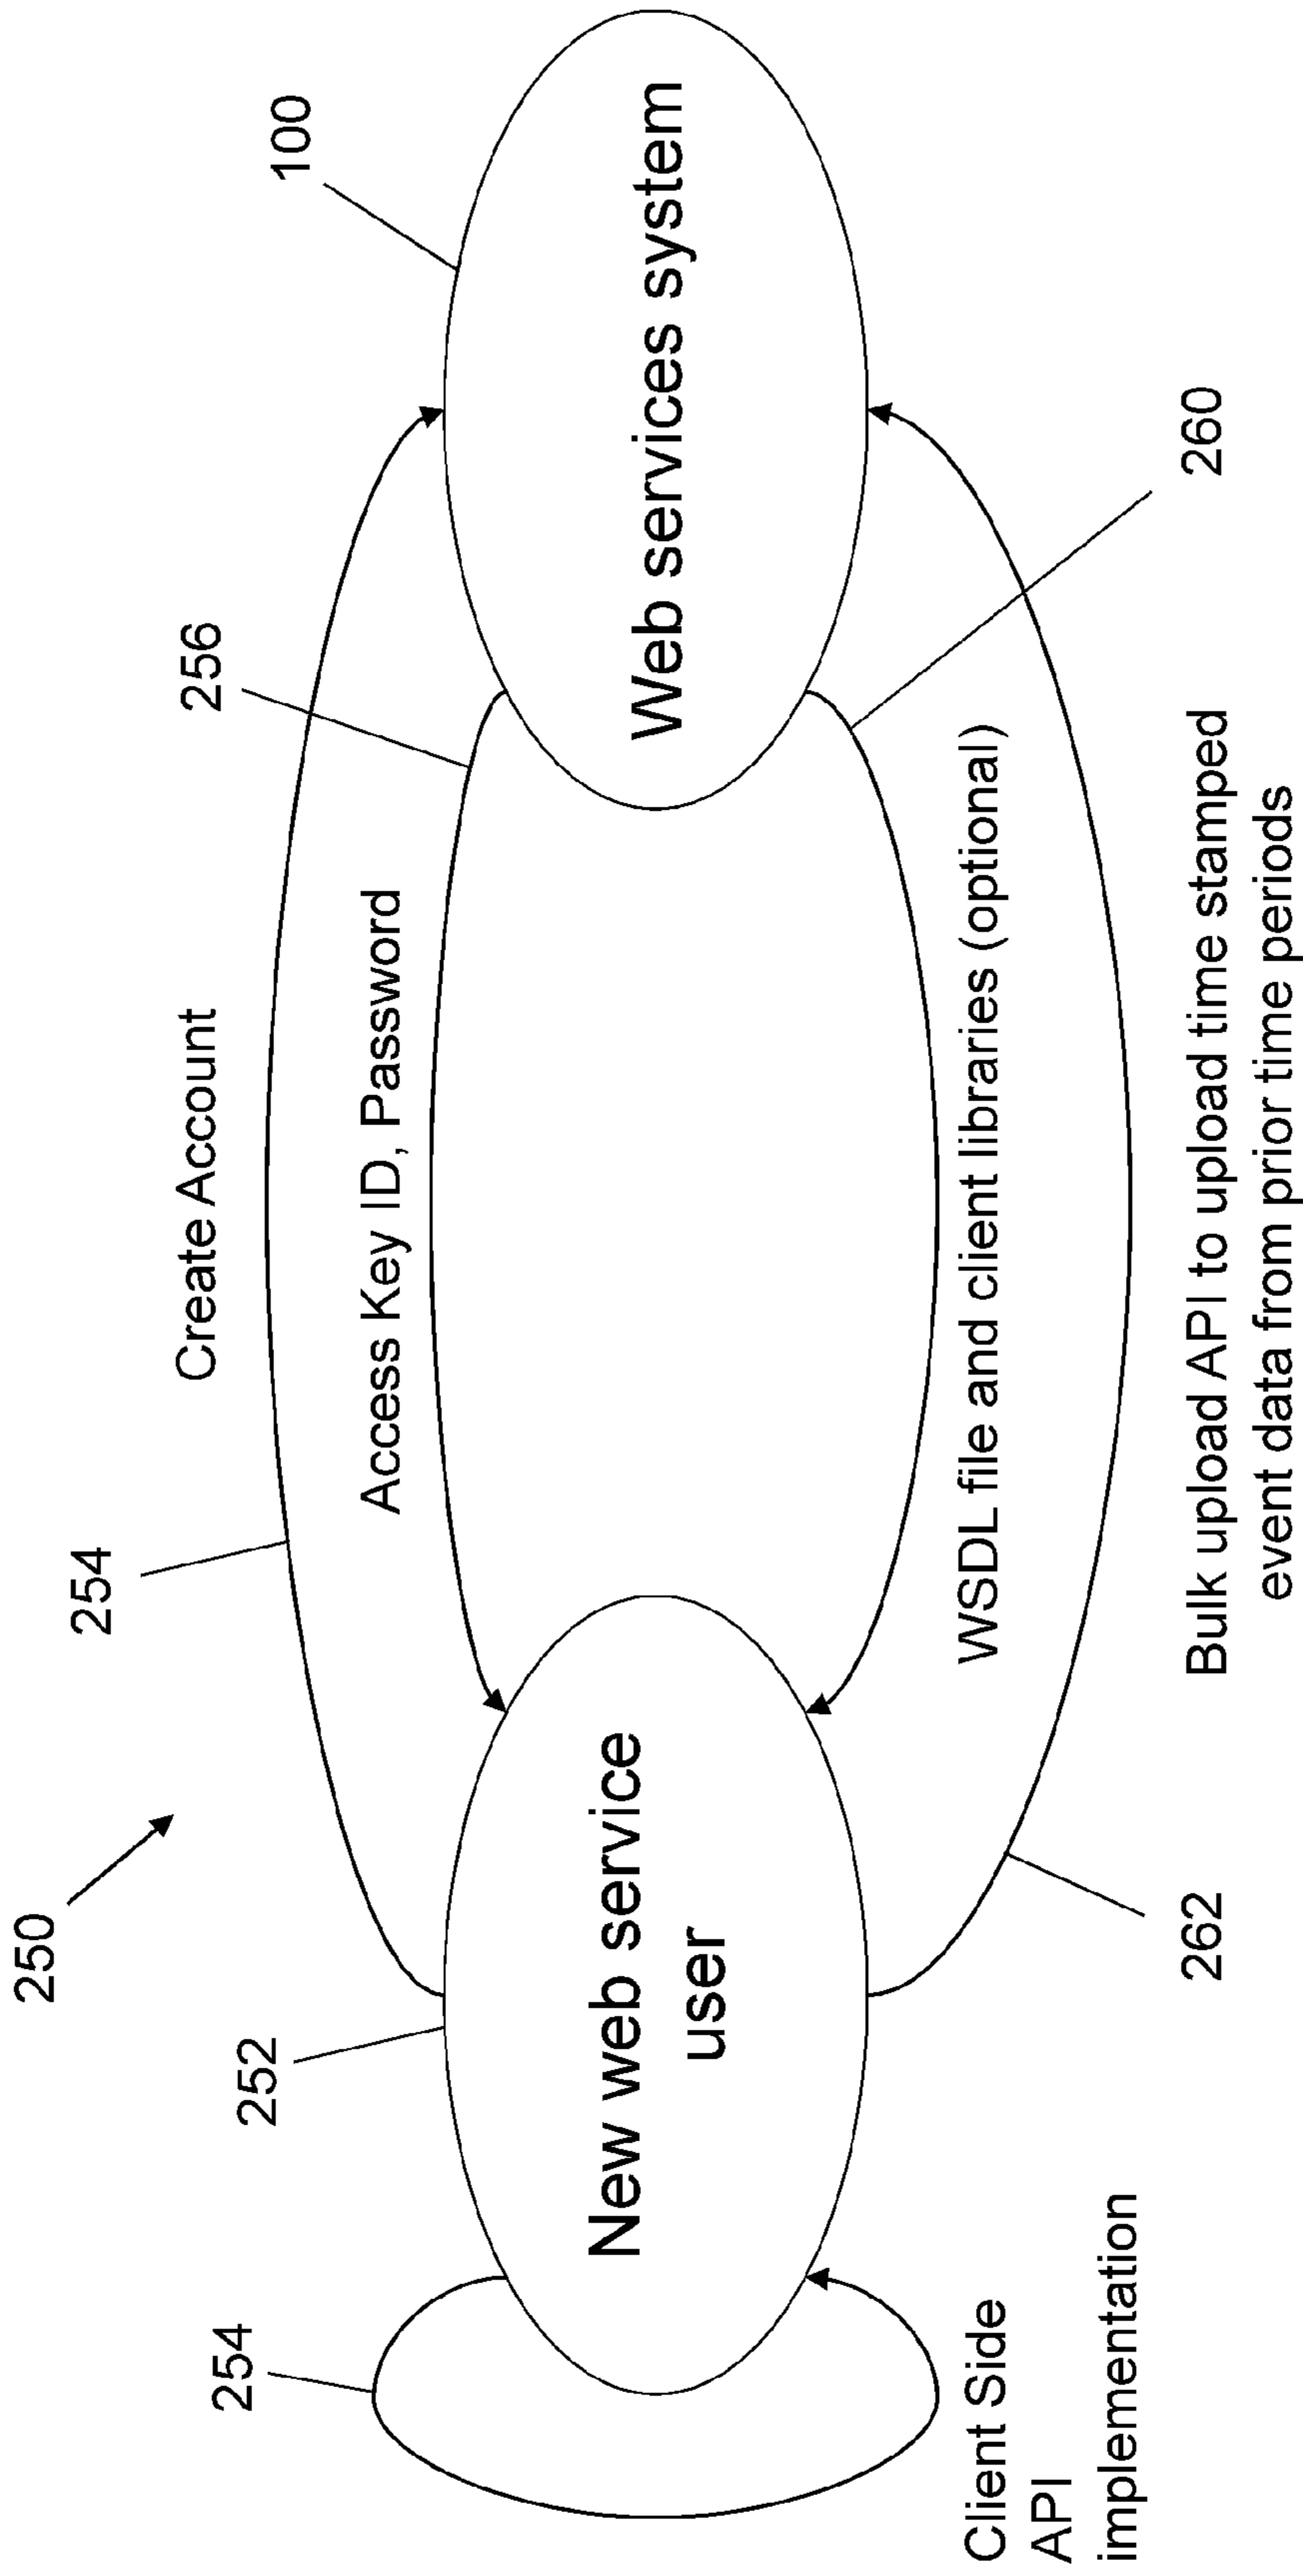 250
254
Create Account
256
100
252
254
Access Key ID, Password
New web service
user
Web services system
Client Side
API
implementation
WSDL file and client libraries (optional)
262
260
Bulk upload API to upload time stamped
event data from prior time periods